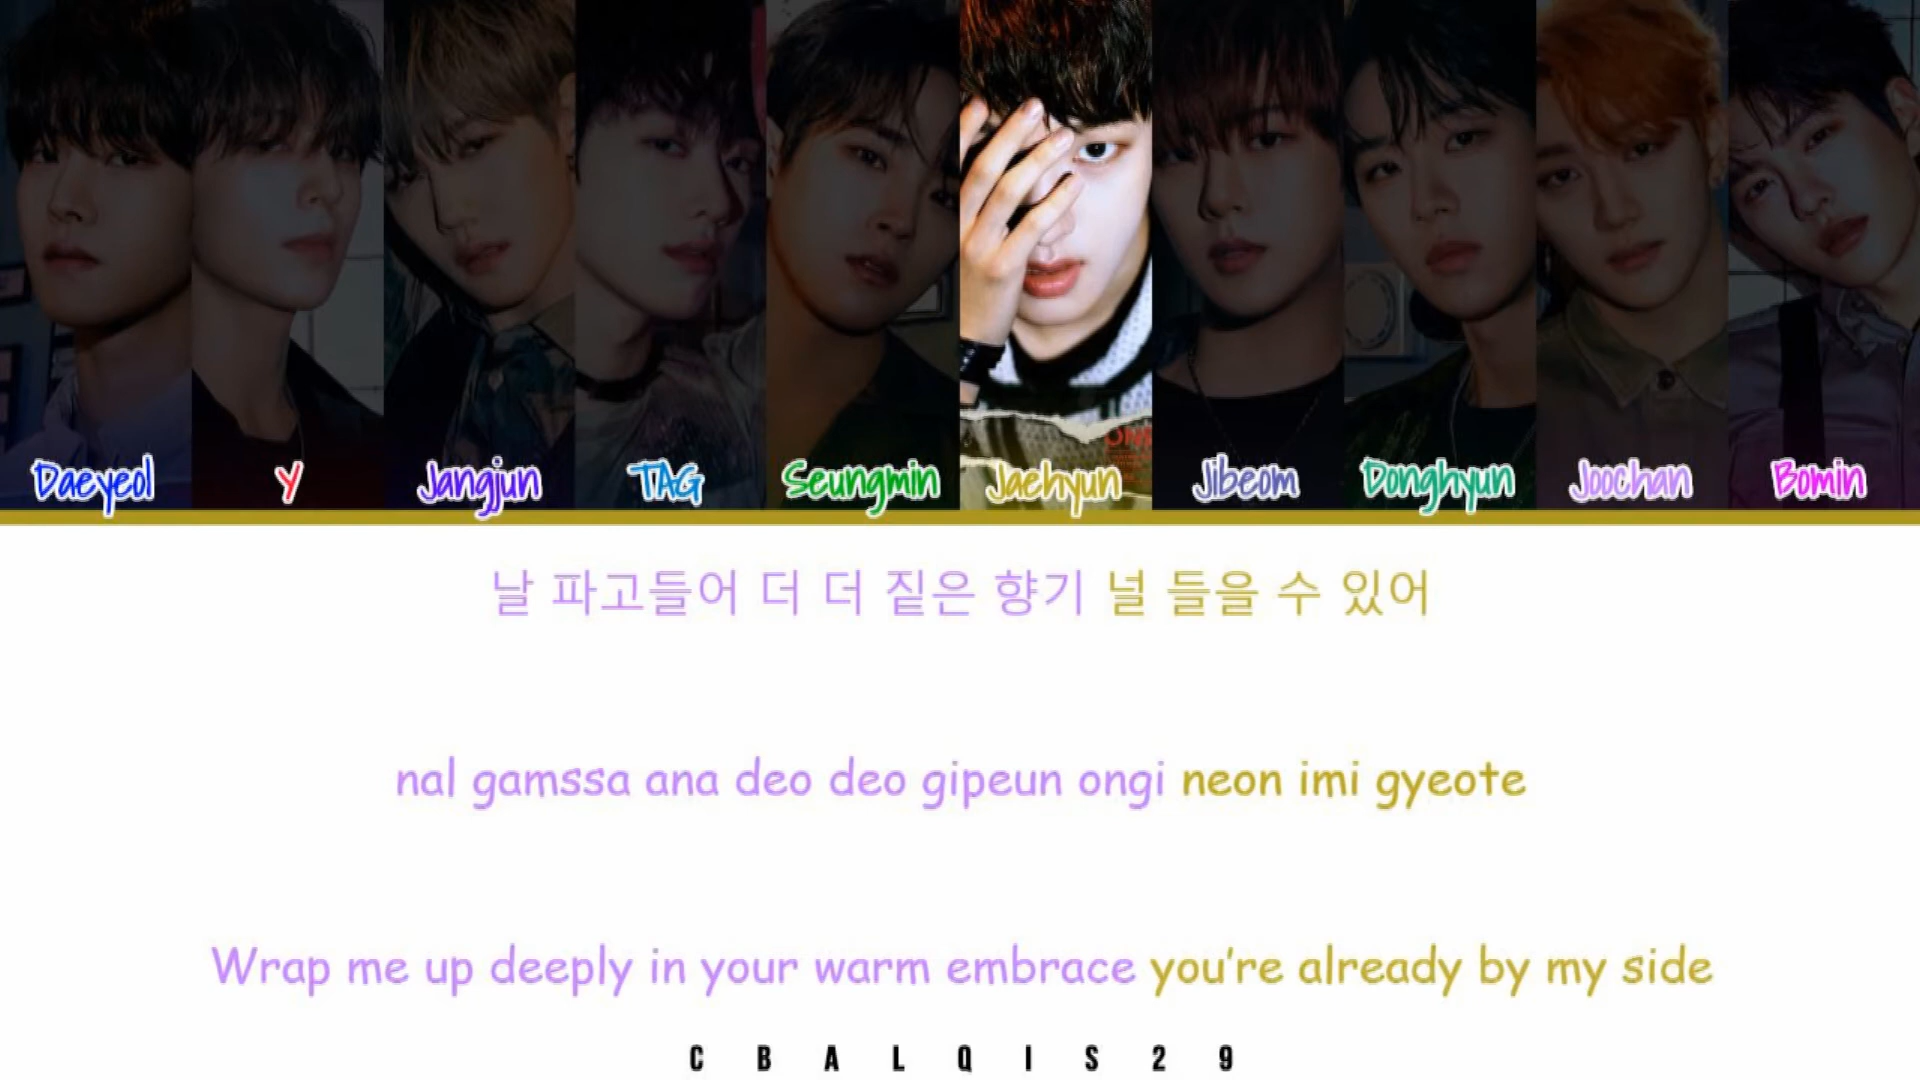 Daeyeol Y Jangjun TAG Seungmin Jaehyun Jibeom Donghyun Joochan Bomin
날 파고들어 더 더 짙은 향기 널 들을 수 있어
nal gamssa ana deo deo gipeun ongi neon imi gyeote
Wrap me up deeply in your warm embrace you're already by my side
CBALQIS29